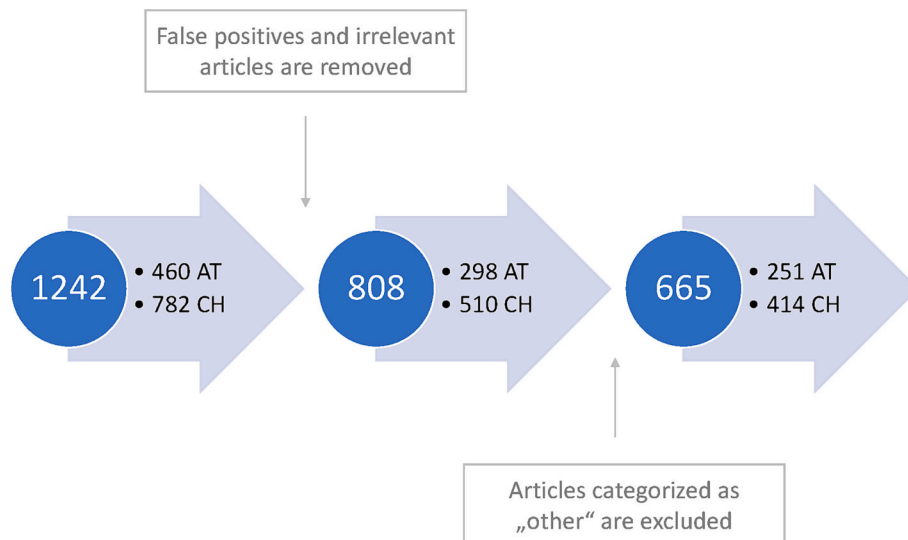 False positives and irrelevant
articles are removed
1242
• 460 AT
• 782 CH
808
• 298 AT
• 510 CH
665
• 251 AT
• 414 CH
Articles categorized as
„other“ are excluded